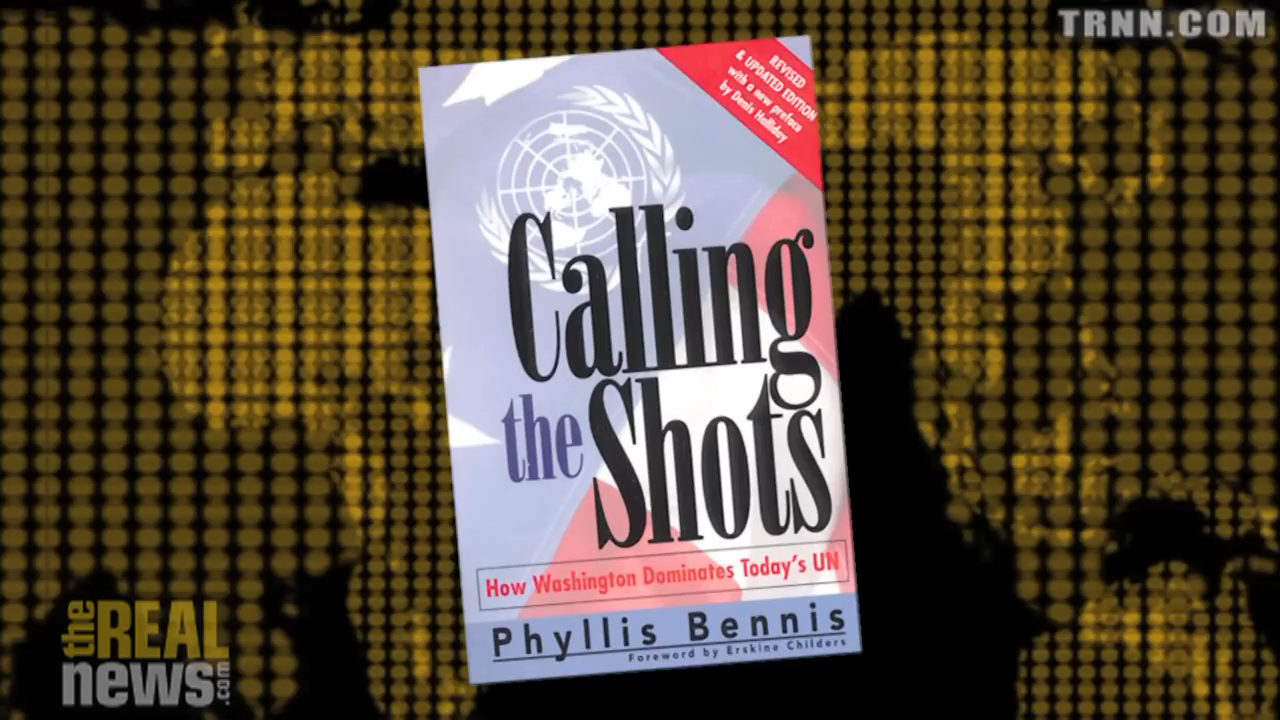 TRNN.COM
REVISED
& UPDATED EDITION
with a new preface
by Denis Halliday
Calling
the Shots
How Washington Dominates Today's UN
Phyllis Bennis
Foreword by Erskine Childers
the REAL
news.com